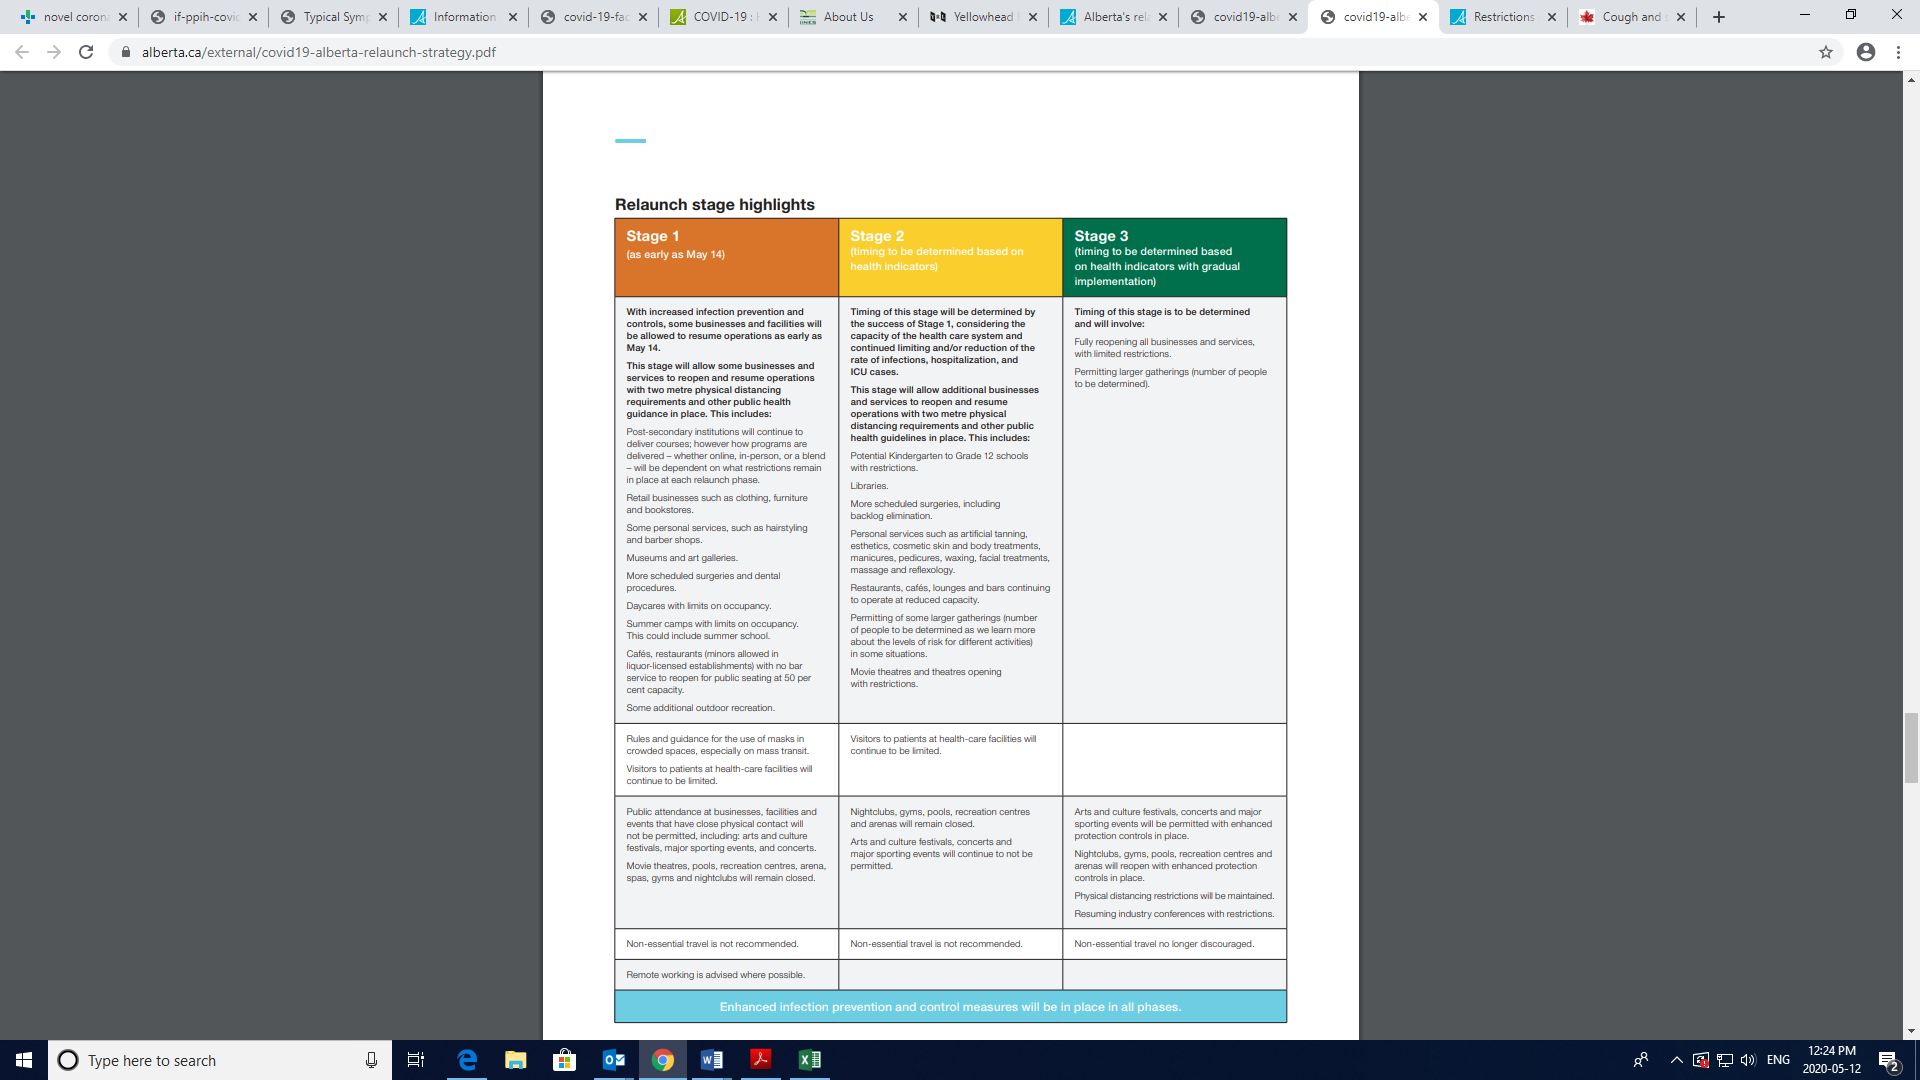 novel coron
if-ppih-covid
Typical Symp
Information
covid-19-fac
COVID-19 :
About Us
Yellowhead
Alberta's rel
covid19-albe
covid19-albe
Restrictions
Cough and
alberta.ca/external/covid19-alberta-relaunch-strategy.pdf
Relaunch stage highlights
Stage 1
(as early as May 14)
Stage 2
(timing to be determined based on
health indicators)
Stage 3
(timing to be determined based
on health indicators with gradual
implementation)
With increased infection prevention and
controls, some businesses and facilities will
be allowed to resume operations as early as
May 14.
This stage will allow some businesses and
services to reopen and resume operations
with two metre physical distancing
requirements and other public health
guidance in place. This includes:
Post-secondary institutions will continue to
deliver courses; however how programs are
delivered – whether online, in-person, or a blend
– will be dependent on what restrictions remain
in place at each relaunch phase.
Retail businesses such as clothing, furniture
and bookstores.
Some personal services, such as hairstyling
and barber shops.
Museums and art galleries.
More scheduled surgeries and dental
procedures.
Daycares with limits on occupancy.
Summer camps with limits on occupancy.
This could include summer school.
Cafés, restaurants (minors allowed in
liquor-licensed establishments) with no bar
service to reopen for public seating at 50 per
cent capacity.
Some additional outdoor recreation.
Timing of this stage will be determined by
the success of Stage 1, considering the
capacity of the health care system and
continued limiting and/or reduction of the
rate of infections, hospitalization, and
ICU cases.
This stage will allow additional businesses
and services to reopen and resume
operations with two metre physical
distancing requirements and other public
health guidelines in place. This includes:
Potential Kindergarten to Grade 12 schools
with restrictions.
Libraries.
More scheduled surgeries, including
backlog elimination.
Personal services such as artificial tanning,
esthetics, cosmetic skin and body treatments,
manicures, pedicures, waxing, facial treatments,
massage and reflexology.
Restaurants, cafés, lounges and bars continuing
to operate at reduced capacity.
Permitting of some larger gatherings (number
of people to be determined as we learn more
about the levels of risk for different activities)
in some situations.
Movie theatres and theatres opening
with restrictions.
Timing of this stage is to be determined
and will involve:
Fully reopening all businesses and services,
with limited restrictions.
Permitting larger gatherings (number of people
to be determined).
Rules and guidance for the use of masks in
crowded spaces, especially on mass transit.
Visitors to patients at health-care facilities will
continue to be limited.
Visitors to patients at health-care facilities will
continue to be limited.
Public attendance at businesses, facilities and
events that have close physical contact will
not be permitted, including: arts and culture
festivals, major sporting events, and concerts.
Movie theatres, pools, recreation centres, arena,
spas, gyms and nightclubs will remain closed.
Nightclubs, gyms, pools, recreation centres
and arenas will remain closed.
Arts and culture festivals, concerts and
major sporting events will continue to not be
permitted.
Arts and culture festivals, concerts and major
sporting events will be permitted with enhanced
protection controls in place.
Nightclubs, gyms, pools, recreation centres and
arenas will reopen with enhanced protection
controls in place.
Physical distancing restrictions will be maintained.
Resuming industry conferences with restrictions.
Non-essential travel is not recommended.
Non-essential travel is not recommended.
Non-essential travel no longer discouraged.
Remote working is advised where possible.
Enhanced infection prevention and control measures will be in place in all phases.
Type here to search
ENG
12:24 PM
2020-05-12
2